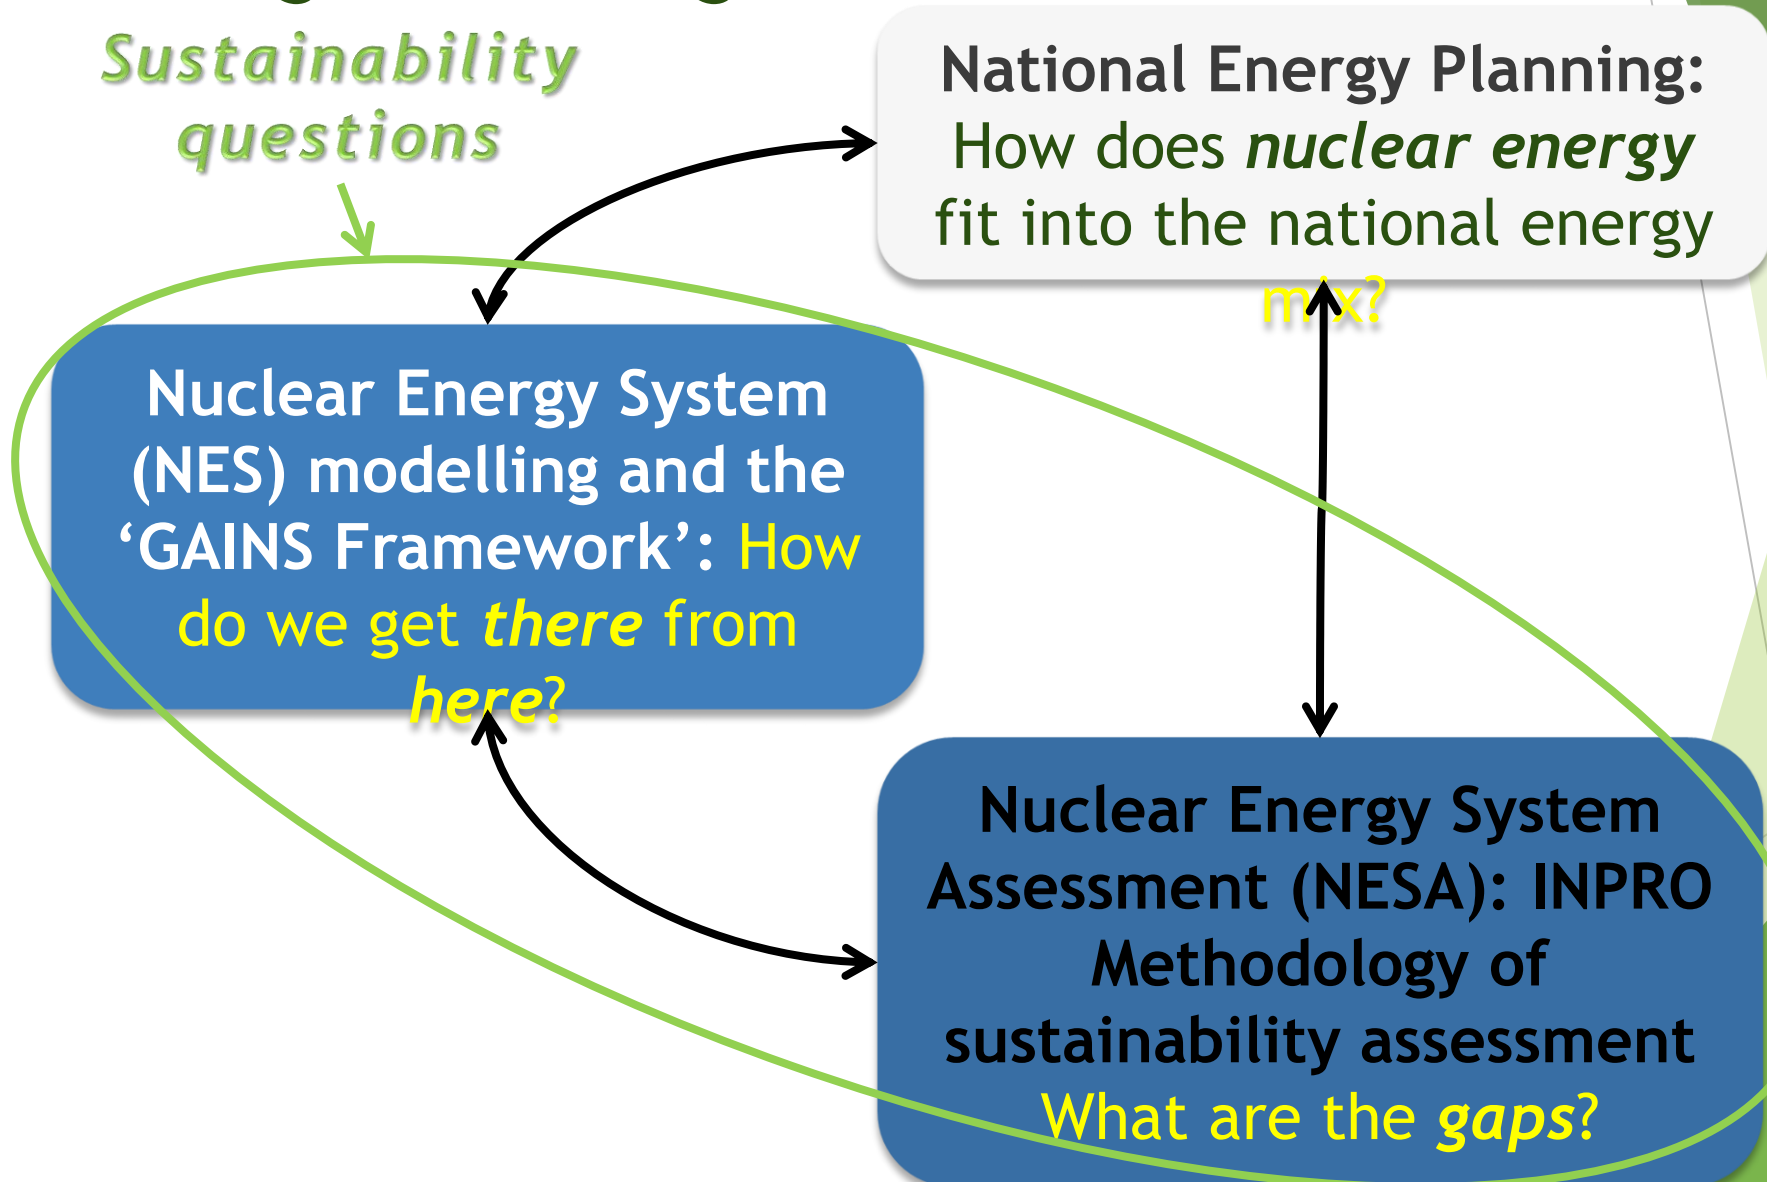 Sustainability
questions
National Energy Planning:
How does nuclear energy
fit into the national energy
mix?
Nuclear Energy System
(NES) modelling and the
‘GAINS Framework’: How
do we get there from
here?
Nuclear Energy System
Assessment (NESA): INPRO
Methodology of
sustainability assessment
What are the gaps?